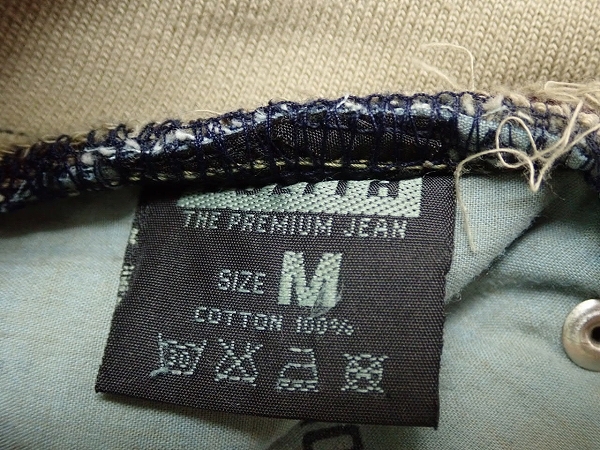 THE PREMIUM JEAN
SIZE M
COTTON 100%